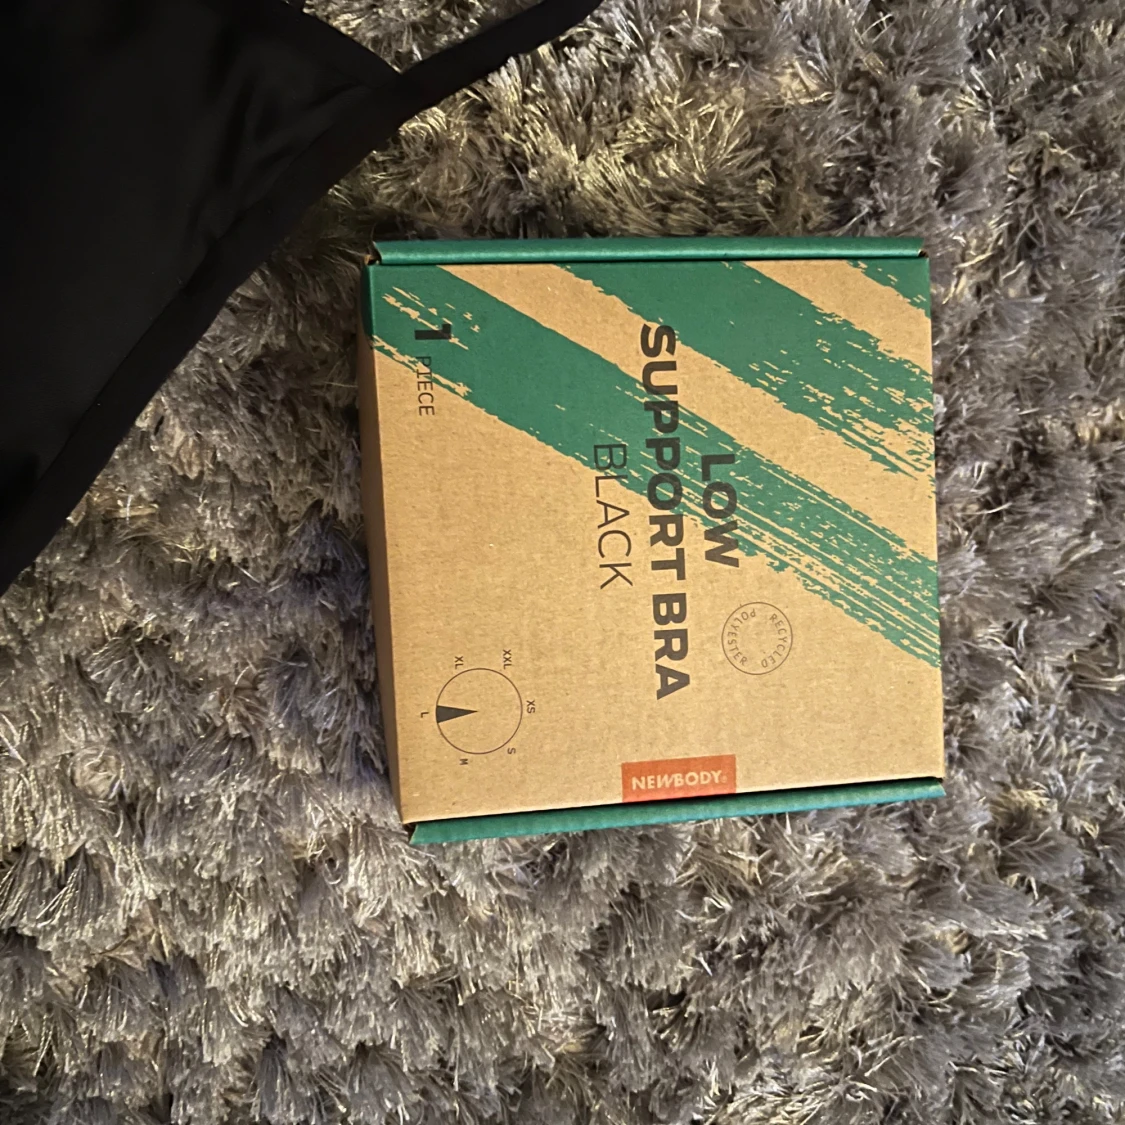 LOW
SUPPORT BRA
BLACK
RECYCLED
POLYESTER
1 PIECE
XS
S
M
L
XL
XXL
NEWBODY®